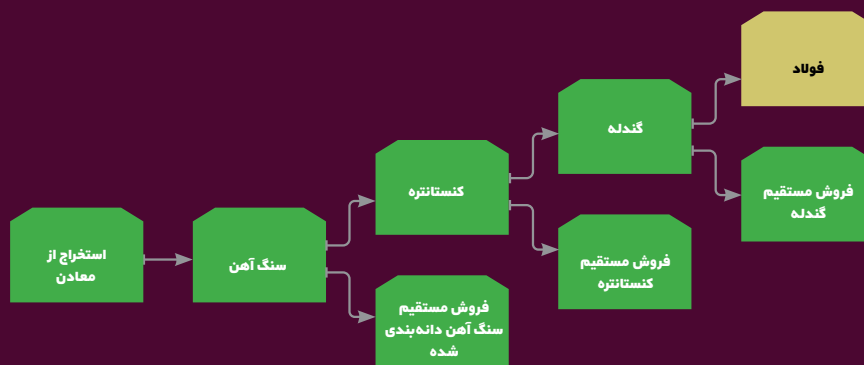 استخراج از
معادن
سنگ آهن
کنستانتره
فروش مستقیم
سنگ آهن دانه‌بندی
شده
گندله
فروش مستقیم
کنستانتره
فولاد
فروش مستقیم
گندله